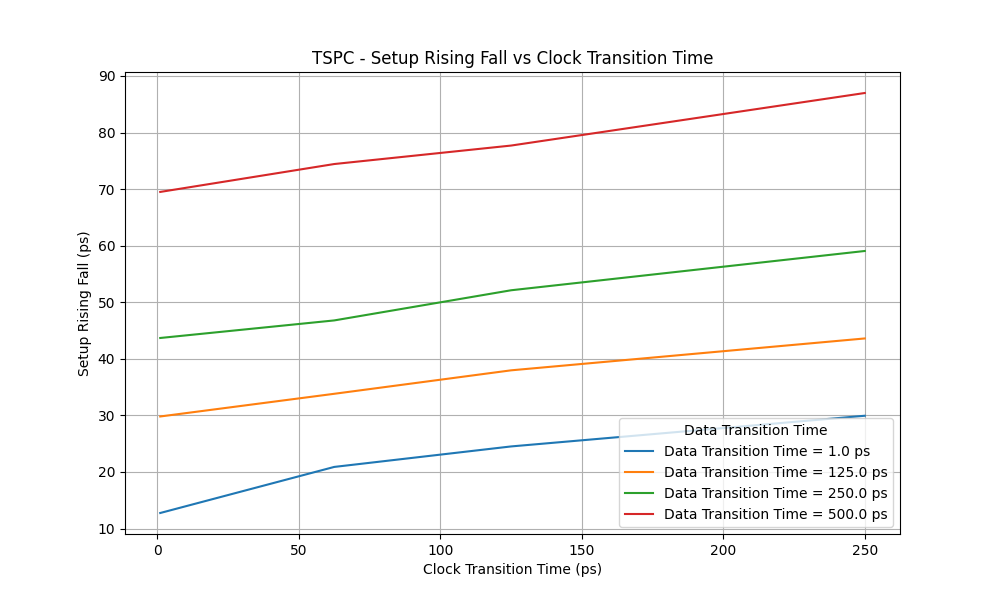 TSPC - Setup Rising Fall vs Clock Transition Time
90
80
70
60
50
40
30
20
10
Setup Rising Fall (ps)
0
50
100
150
200
250
Clock Transition Time (ps)
Data Transition Time
Data Transition Time = 1.0 ps
Data Transition Time = 125.0 ps
Data Transition Time = 250.0 ps
Data Transition Time = 500.0 ps